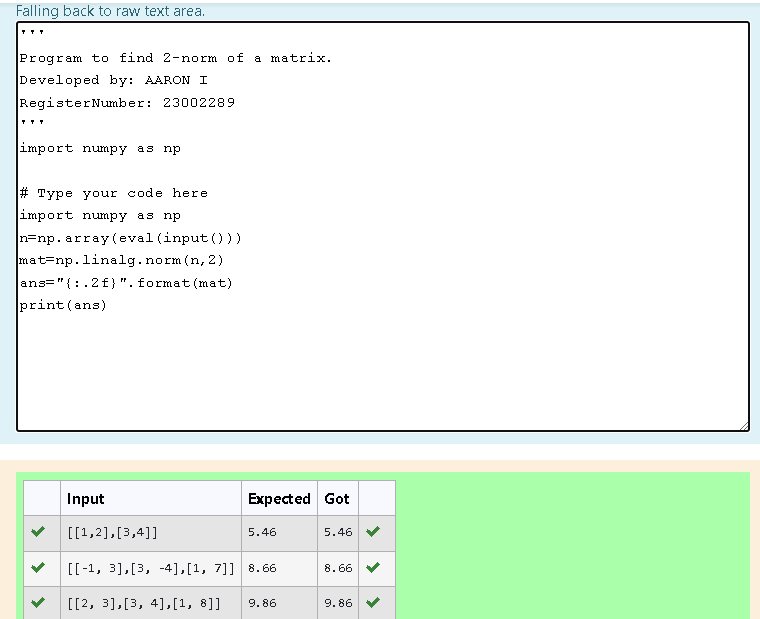 Falling back to raw text area.
'''
Program to find 2-norm of a matrix.
Developed by: AARON I
RegisterNumber: 23002289
'''
import numpy as np
# Type your code here
import numpy as np
n=np.array(eval(input()))
mat=np.linalg.norm(n,2)
ans="{:.2f}".format(mat)
print(ans)
Input Expected Got
[[1,2],[3,4]] 5.46 5.46
[[-1, 3],[3, -4],[1, 7]] 8.66 8.66
[[2, 3],[3, 4],[1, 8]] 9.86 9.86